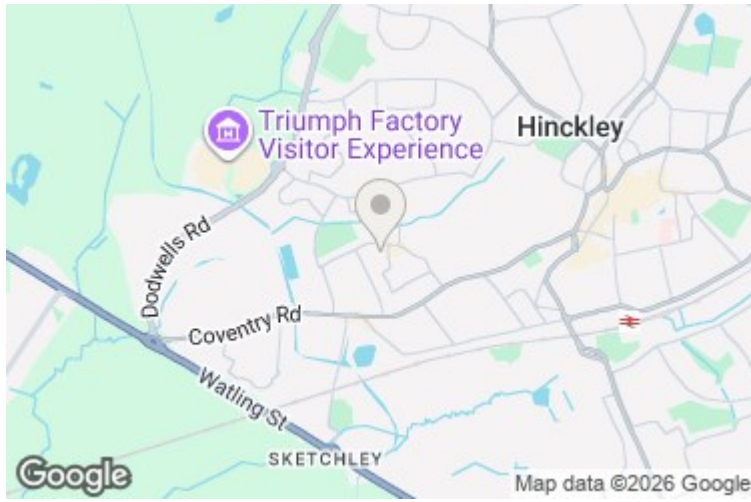 Triumph Factory
Visitor Experience
Hinckley
Dodwells Rd
Coventry Rd
Watling St
SKETCHLEY
Google
Map data ©2026 Google